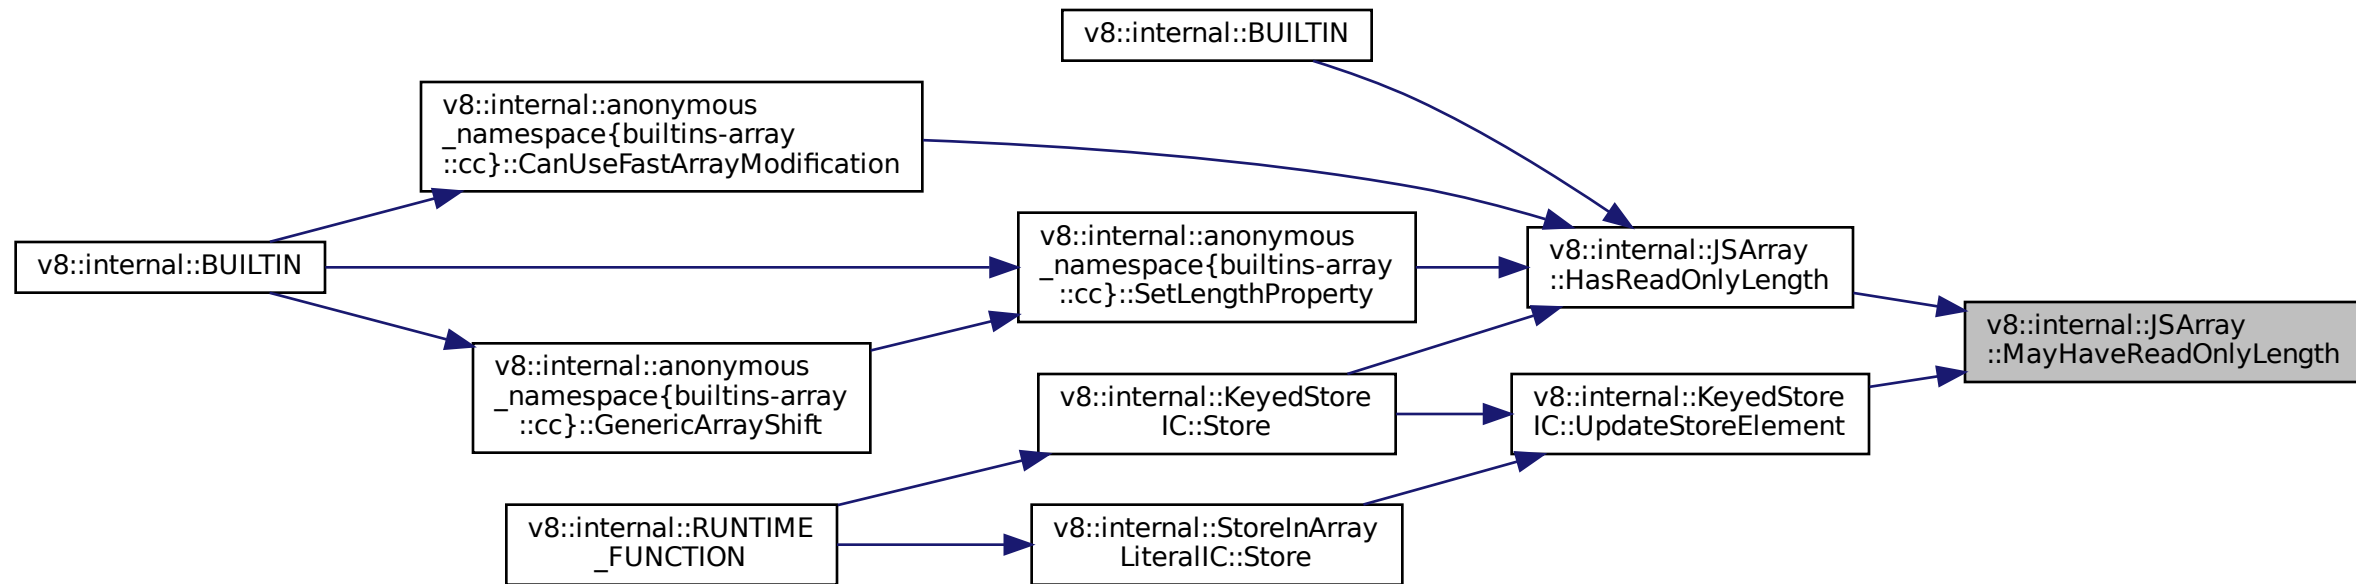 v8::internal::BUILTIN
v8::internal::anonymous
_namespace{builtins-array
::cc}::CanUseFastArrayModification
v8::internal::BUILTIN
v8::internal::anonymous
_namespace{builtins-array
::cc}::SetLengthProperty
v8::internal::JSArray
::HasReadOnlyLength
v8::internal::JSArray
::MayHaveReadOnlyLength
v8::internal::anonymous
_namespace{builtins-array
::cc}::GenericArrayShift
v8::internal::KeyedStore
IC::Store
v8::internal::KeyedStore
IC::UpdateStoreElement
v8::internal::RUNTIME
_FUNCTION
v8::internal::StoreInArray
LiteralIC::Store